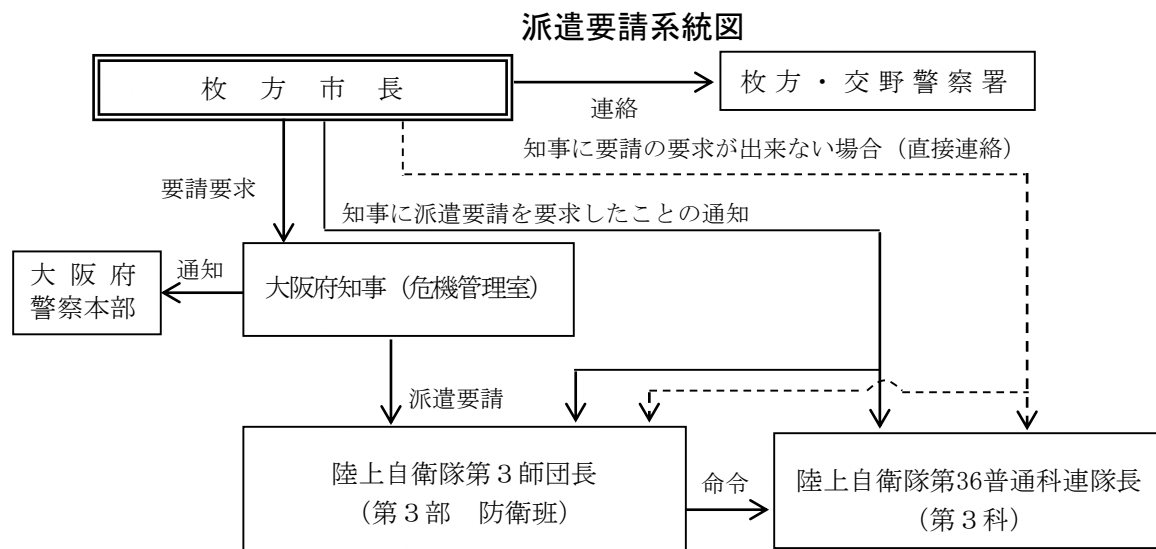 派遣要請系統図
枚方市長
枚方・交野警察署
連絡
知事に要請の要求が出来ない場合（直接連絡）
要請要求
知事に派遣要請を要求したことの通知
大阪府
警察本部
通知
大阪府知事（危機管理室）
派遣要請
陸上自衛隊第３師団長
（第３部　防衛班）
命令
陸上自衛隊第36普通科連隊長
（第３科）